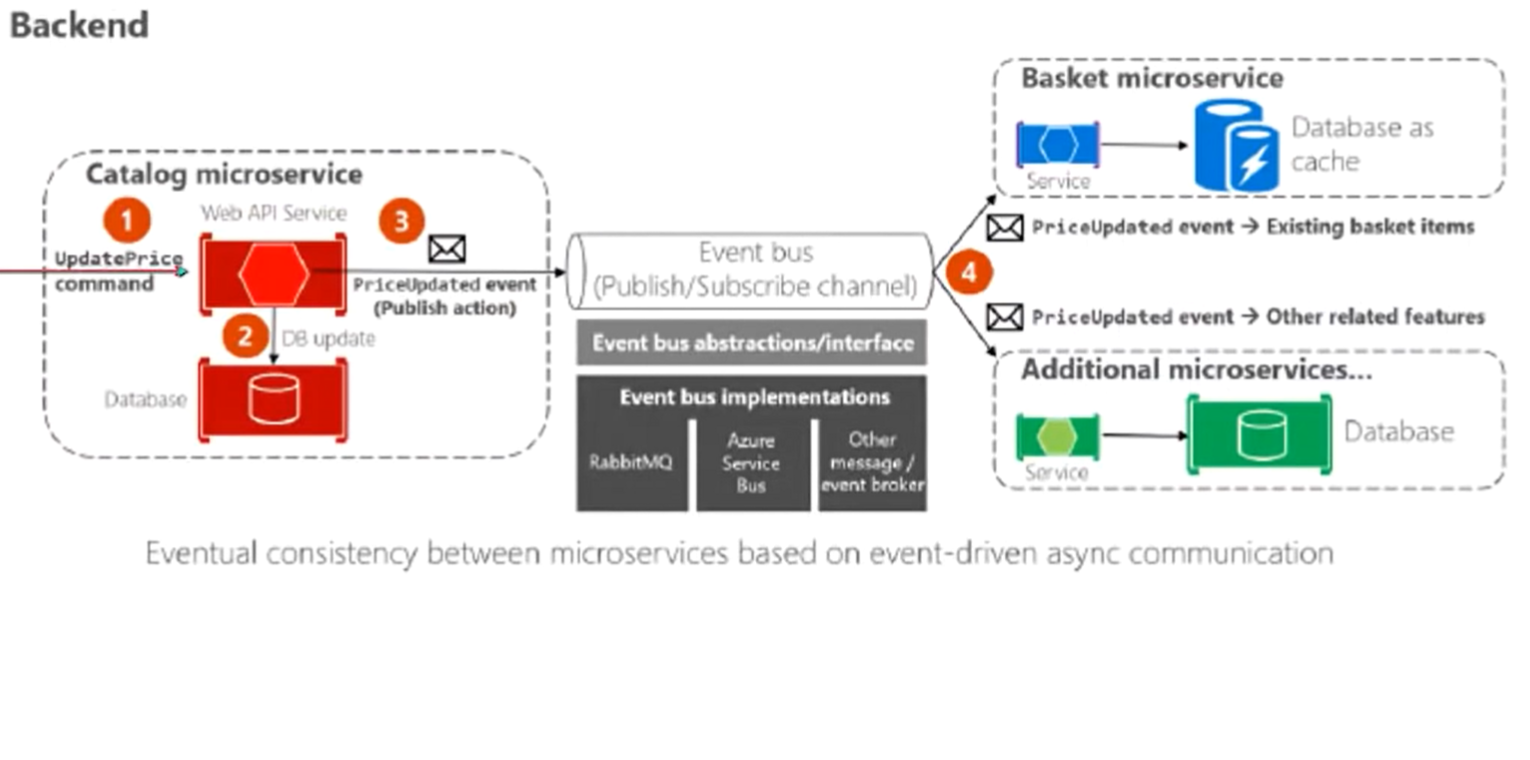 Backend
Catalog microservice
1
Web API Service
3
UpdatePrice
command
PriceUpdated event
(Publish action)
2
DB update
Database
Event bus
(Publish/Subscribe channel)
Event bus abstractions/interface
Event bus implementations
RabbitMQ
Azure
Service
Bus
Other
message /
event broker
4
Basket microservice
Service
Database as
cache
PriceUpdated event → Existing basket items
PriceUpdated event → Other related features
Additional microservices...
Service
Database
Eventual consistency between microservices based on event-driven async communication